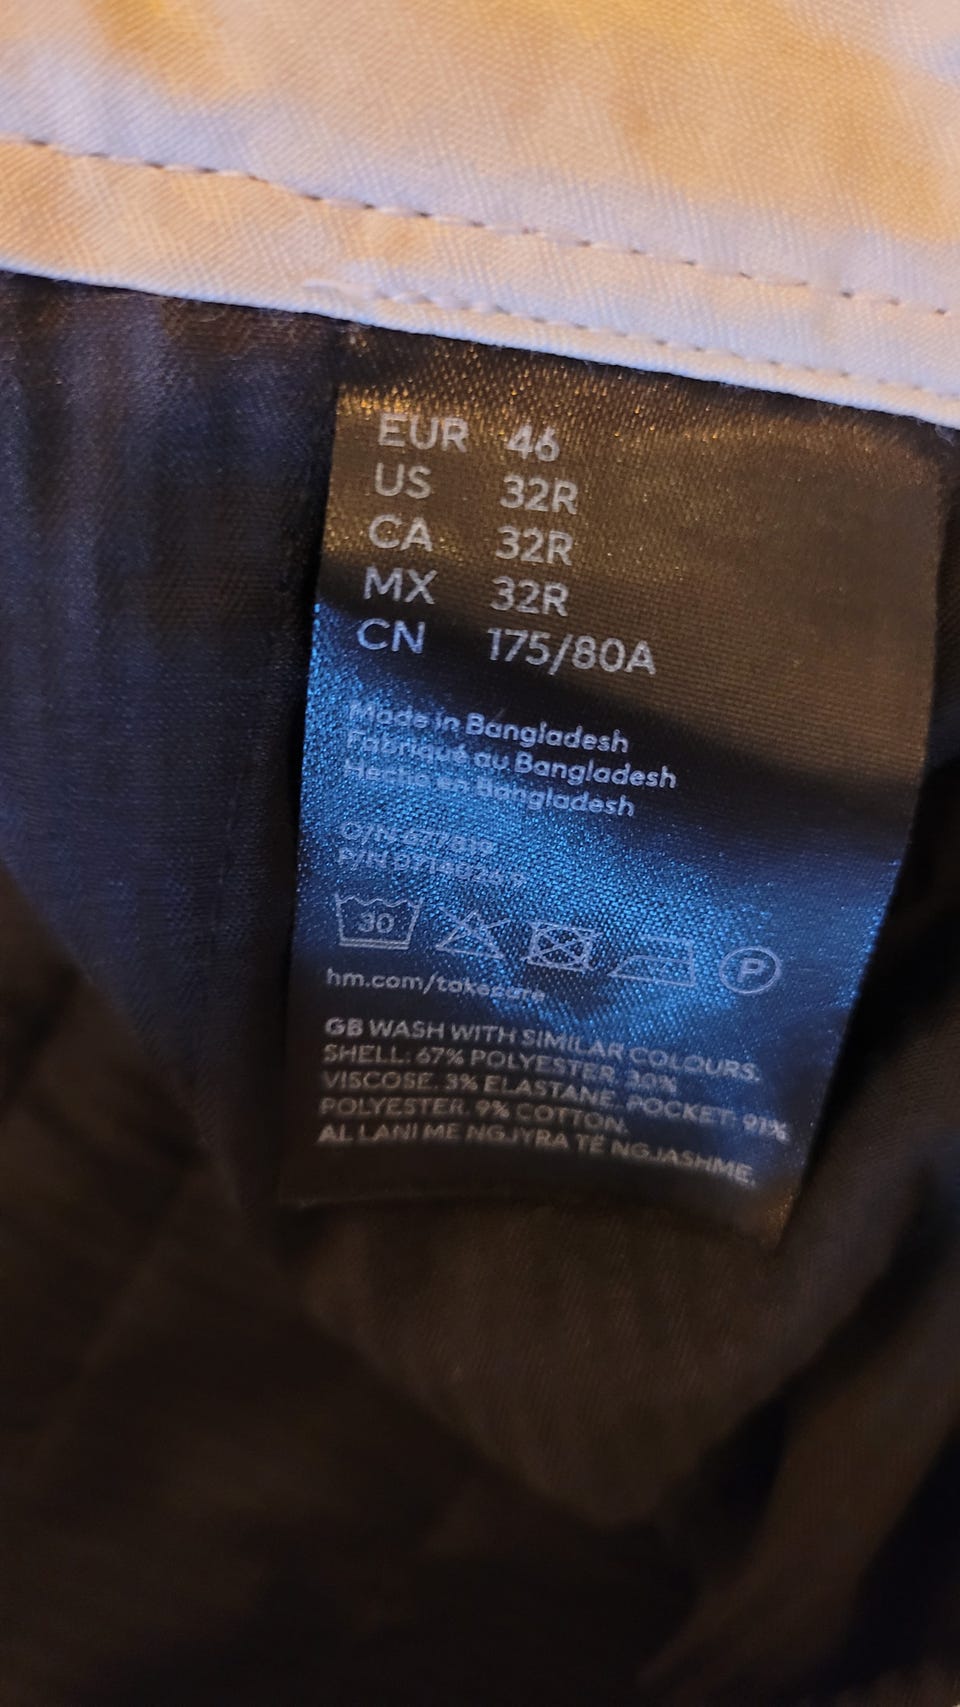 EUR 46
US 32R
CA 32R
MX 32R
CN 175/80A
Made in Bangladesh
Fabriqué au Bangladesh
Hecho en Bangladesh
O/N
P/N
30
P
hm.com/takecare
GB WASH WITH SIMILAR COLOURS.
SHELL: 67% POLYESTER. 30%
VISCOSE. 3% ELASTANE. POCKET: 91%
POLYESTER. 9% COTTON.
AL LANI ME NGJYRA TË NGJASHME.